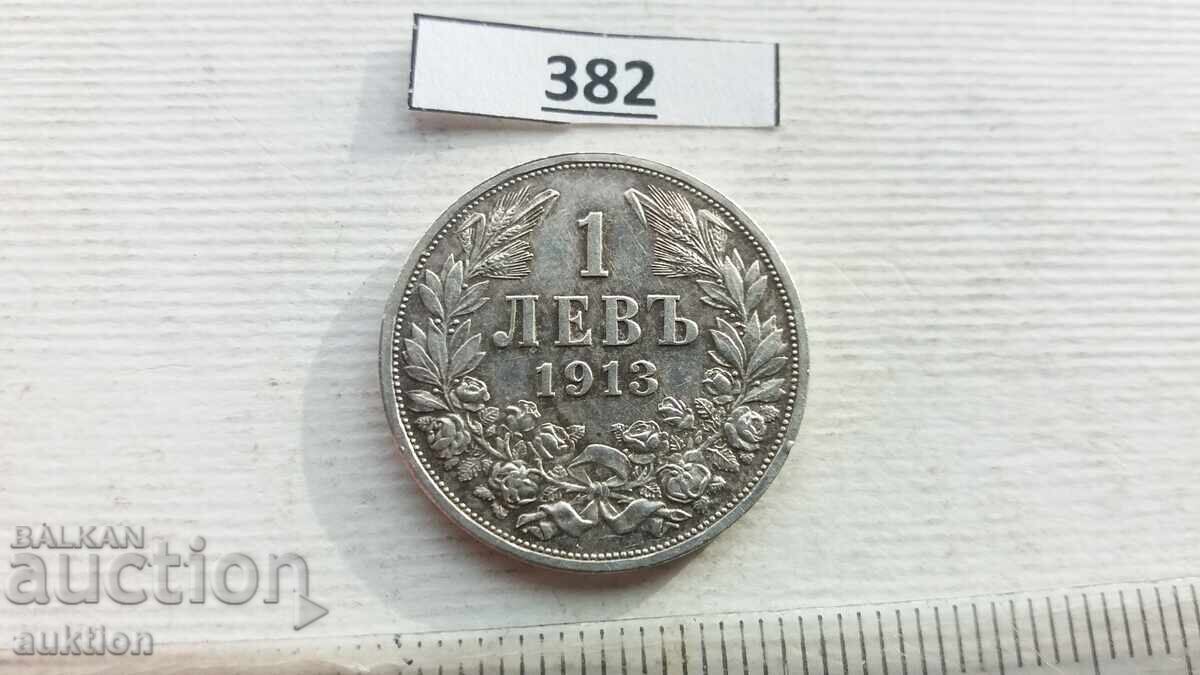 382
1
ЛЕВЪ
1913
BALKAN
auction
auktion